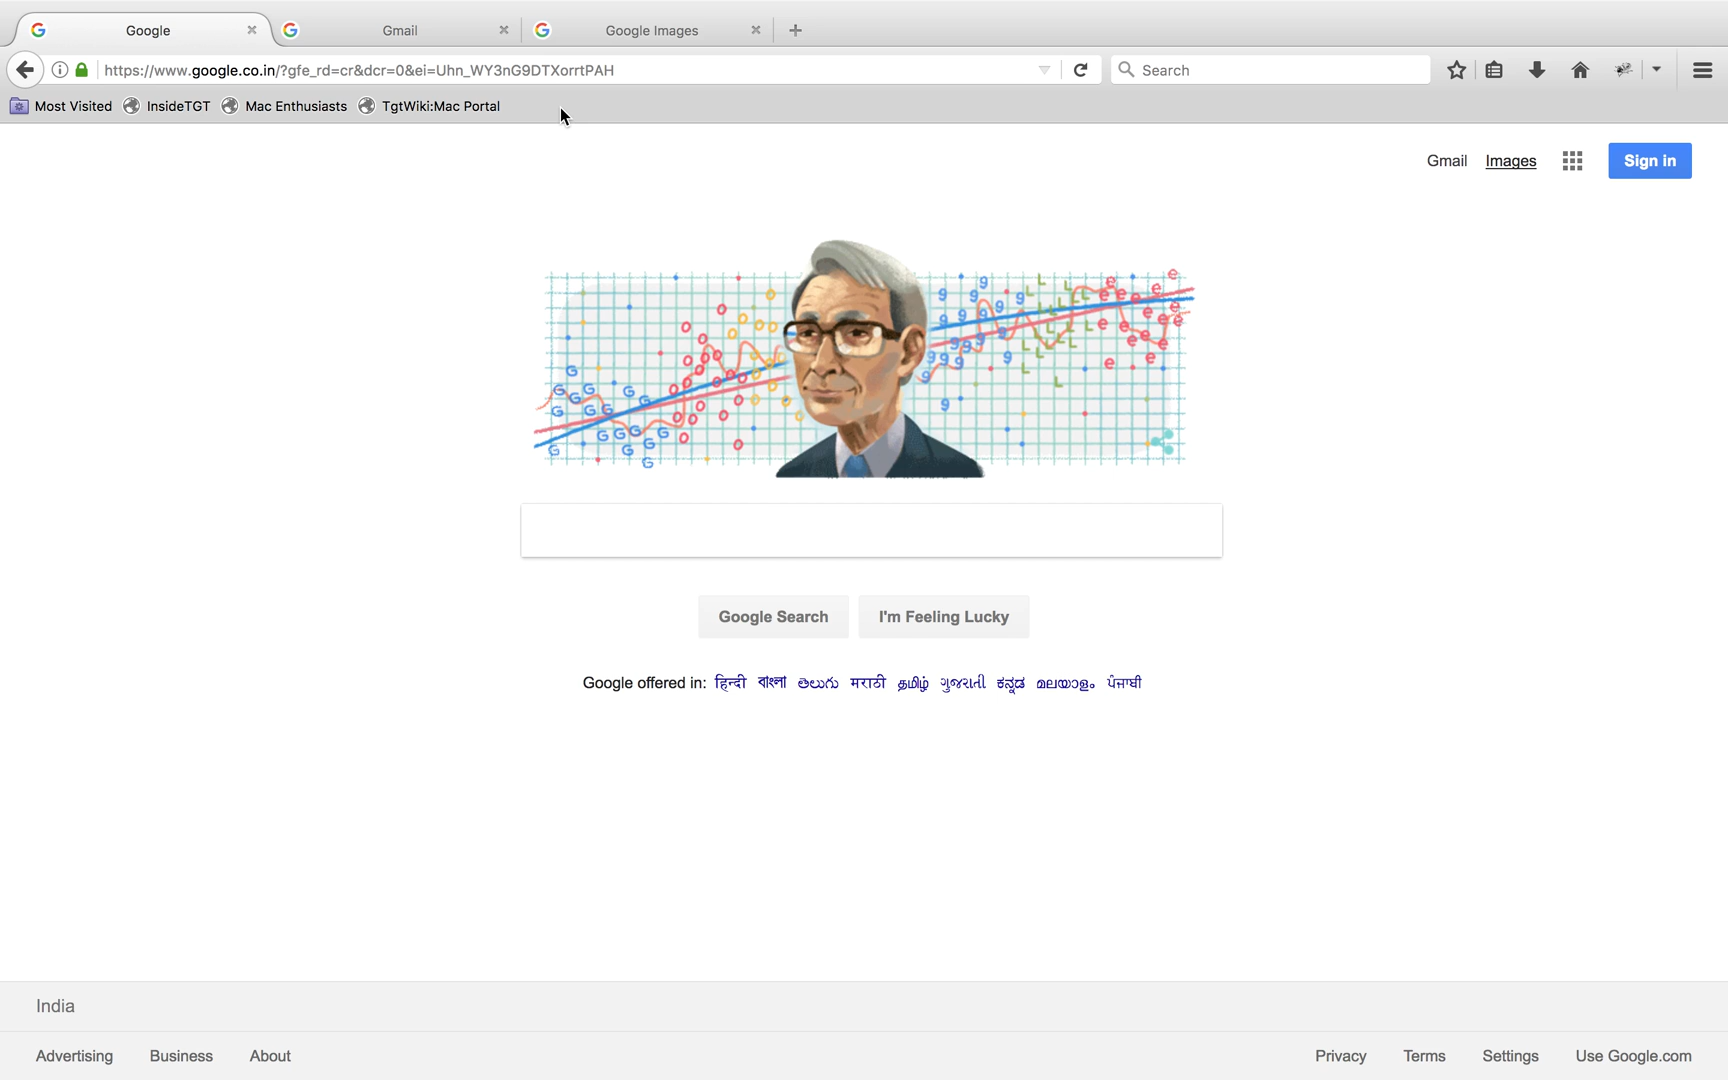 Google Gmail Google Images
https://www.google.co.in/?gfe_rd=cr&dcr=0&ei=Uhn_WY3nG9DTXorrtPAH Search
Most Visited InsideTGT Mac Enthusiasts TgtWiki:Mac Portal
Gmail Images Sign in
Google Search I'm Feeling Lucky
Google offered in: हिन्दी বাংলা తెలుగు मराठी தமிழ் ગુજરાતી ಕನ್ನಡ മലയാളം ਪੰਜਾਬੀ
India
Advertising Business About Privacy Terms Settings Use Google.com